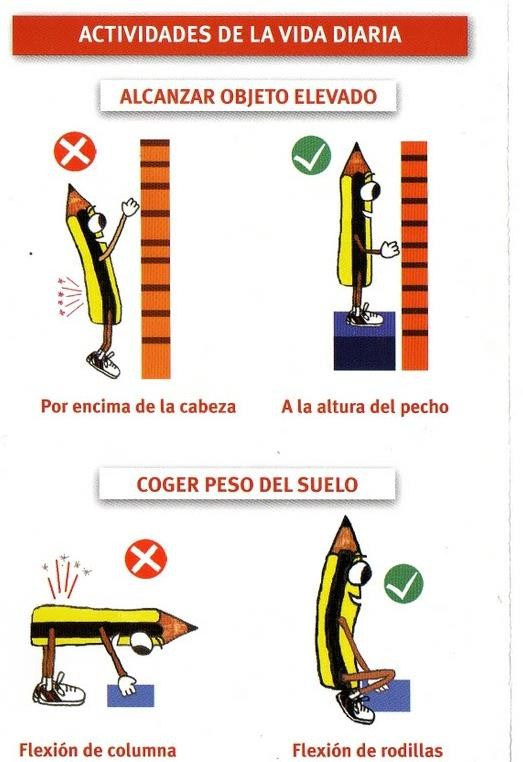 ACTIVIDADES DE LA VIDA DIARIA
ALCANZAR OBJETO ELEVADO
Por encima de la cabeza
A la altura del pecho
COGER PESO DEL SUELO
Flexión de columna
Flexión de rodillas